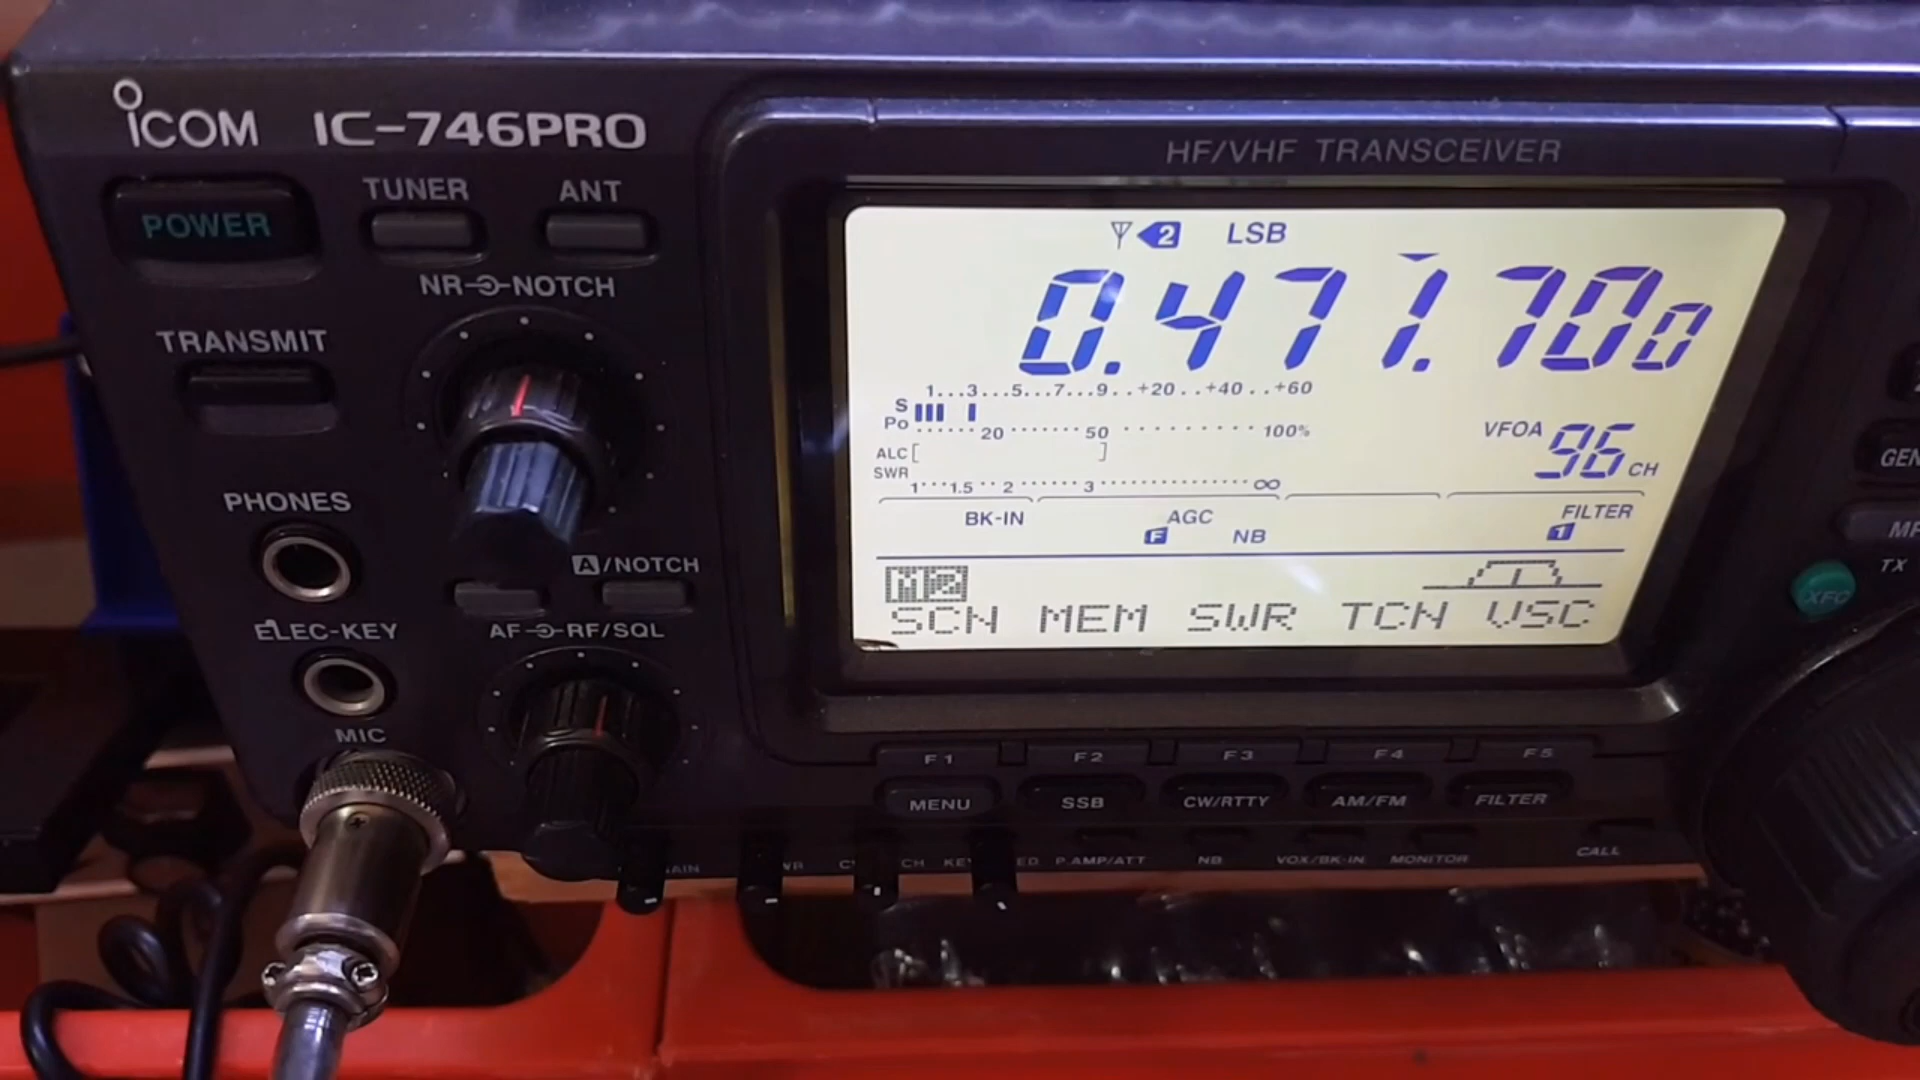 ICOM IC-746PRO
HF/VHF TRANSCEIVER
POWER
TUNER
ANT
NR NOTCH
TRANSMIT
PHONES
A/NOTCH
ELEC-KEY
AF RF/SQL
MIC
2 LSB
0.471.700
1...3...5...7...9..+20..+40..+60
S
Po
20 50 100%
ALC
SWR
1 1.5 2 3 ∞
VFOA 96 CH
BK-IN
AGC
F
NB
FILTER
1
M2
SCN MEM SWR TCN VSC
F1 F2 F3 F4 F5
MENU SSB CW/RTTY AM/FM FILTER
P.AMP/ATT NB VOX/BK-IN MONITOR CALL
TX
XFC